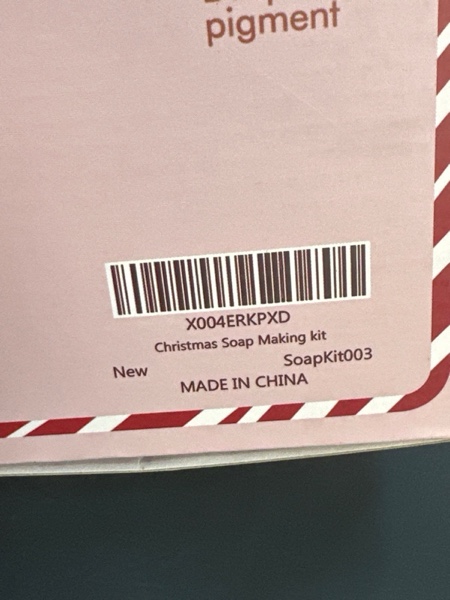 pigment
X004ERKPXD
Christmas Soap Making kit
New
SoapKit003
MADE IN CHINA